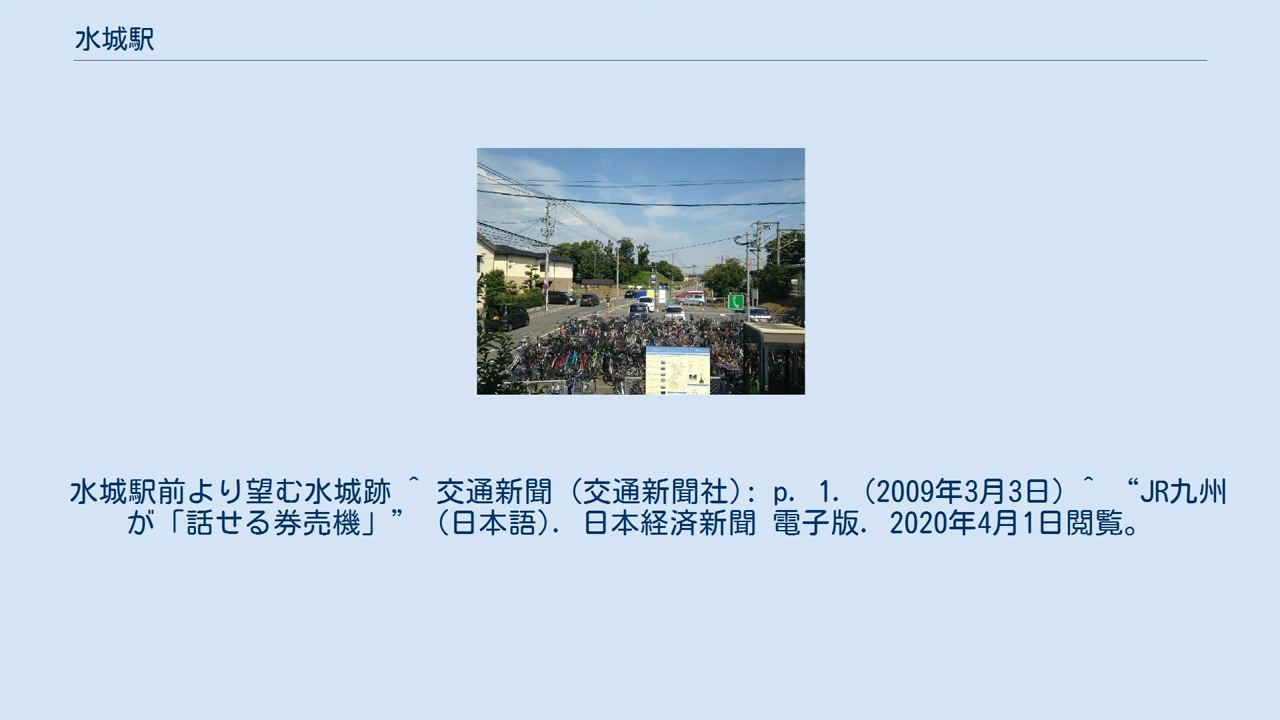 水城駅
水城駅前より望む水城跡 ^ 交通新聞 (交通新聞社): p. 1. (2009年3月3日) ^ “JR九州
が「話せる券売機」” (日本語). 日本経済新聞 電子版. 2020年4月1日閲覧。